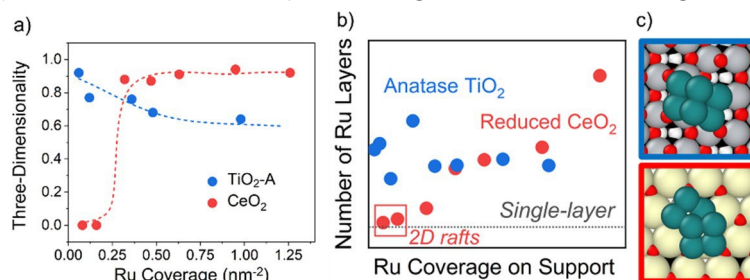 a)
Three-Dimensionality
1.0
0.8
0.6
0.4
0.2
0.0
TiO2-A
CeO2
0.00 0.25 0.50 0.75 1.00 1.25
Ru Coverage (nm-2)
b)
Number of Ru Layers
Anatase TiO2
Reduced CeO2
Single-layer
2D rafts
Ru Coverage on Support
c)